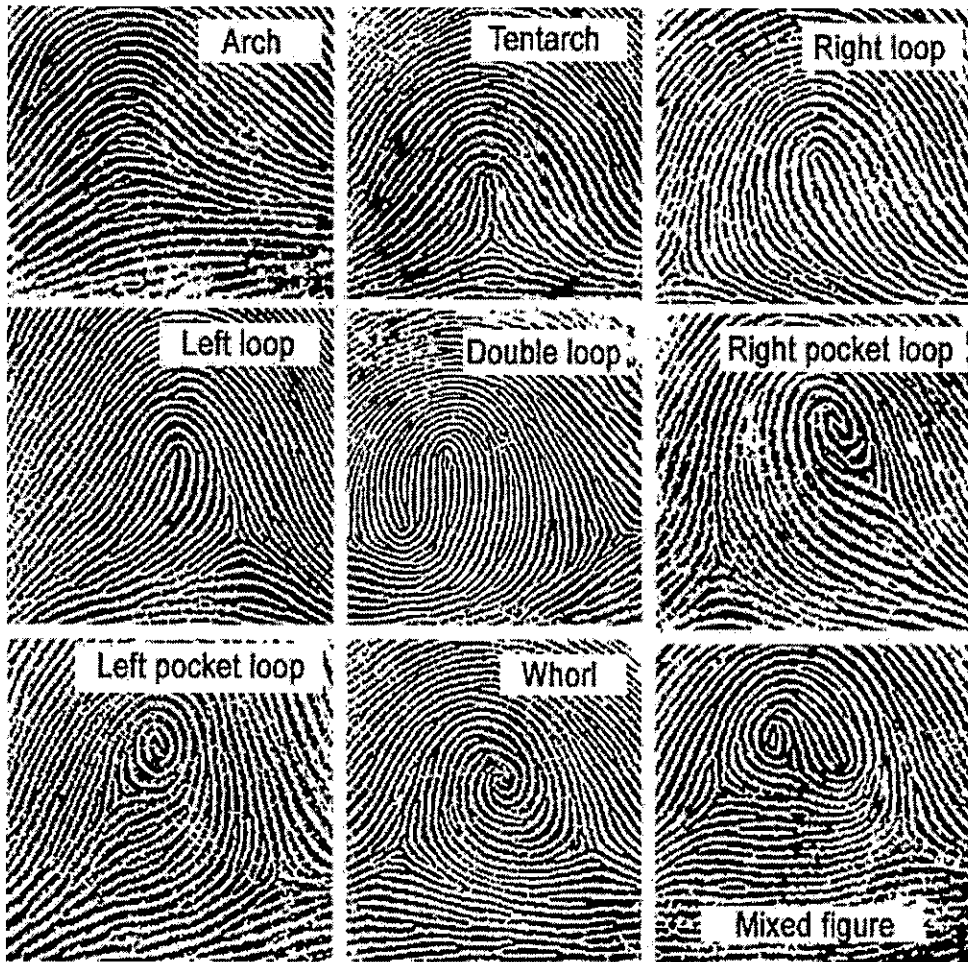 Arch
Tentarch
Right loop
Left loop
Double loop
Right pocket loop
Left pocket loop
Whorl
Mixed figure